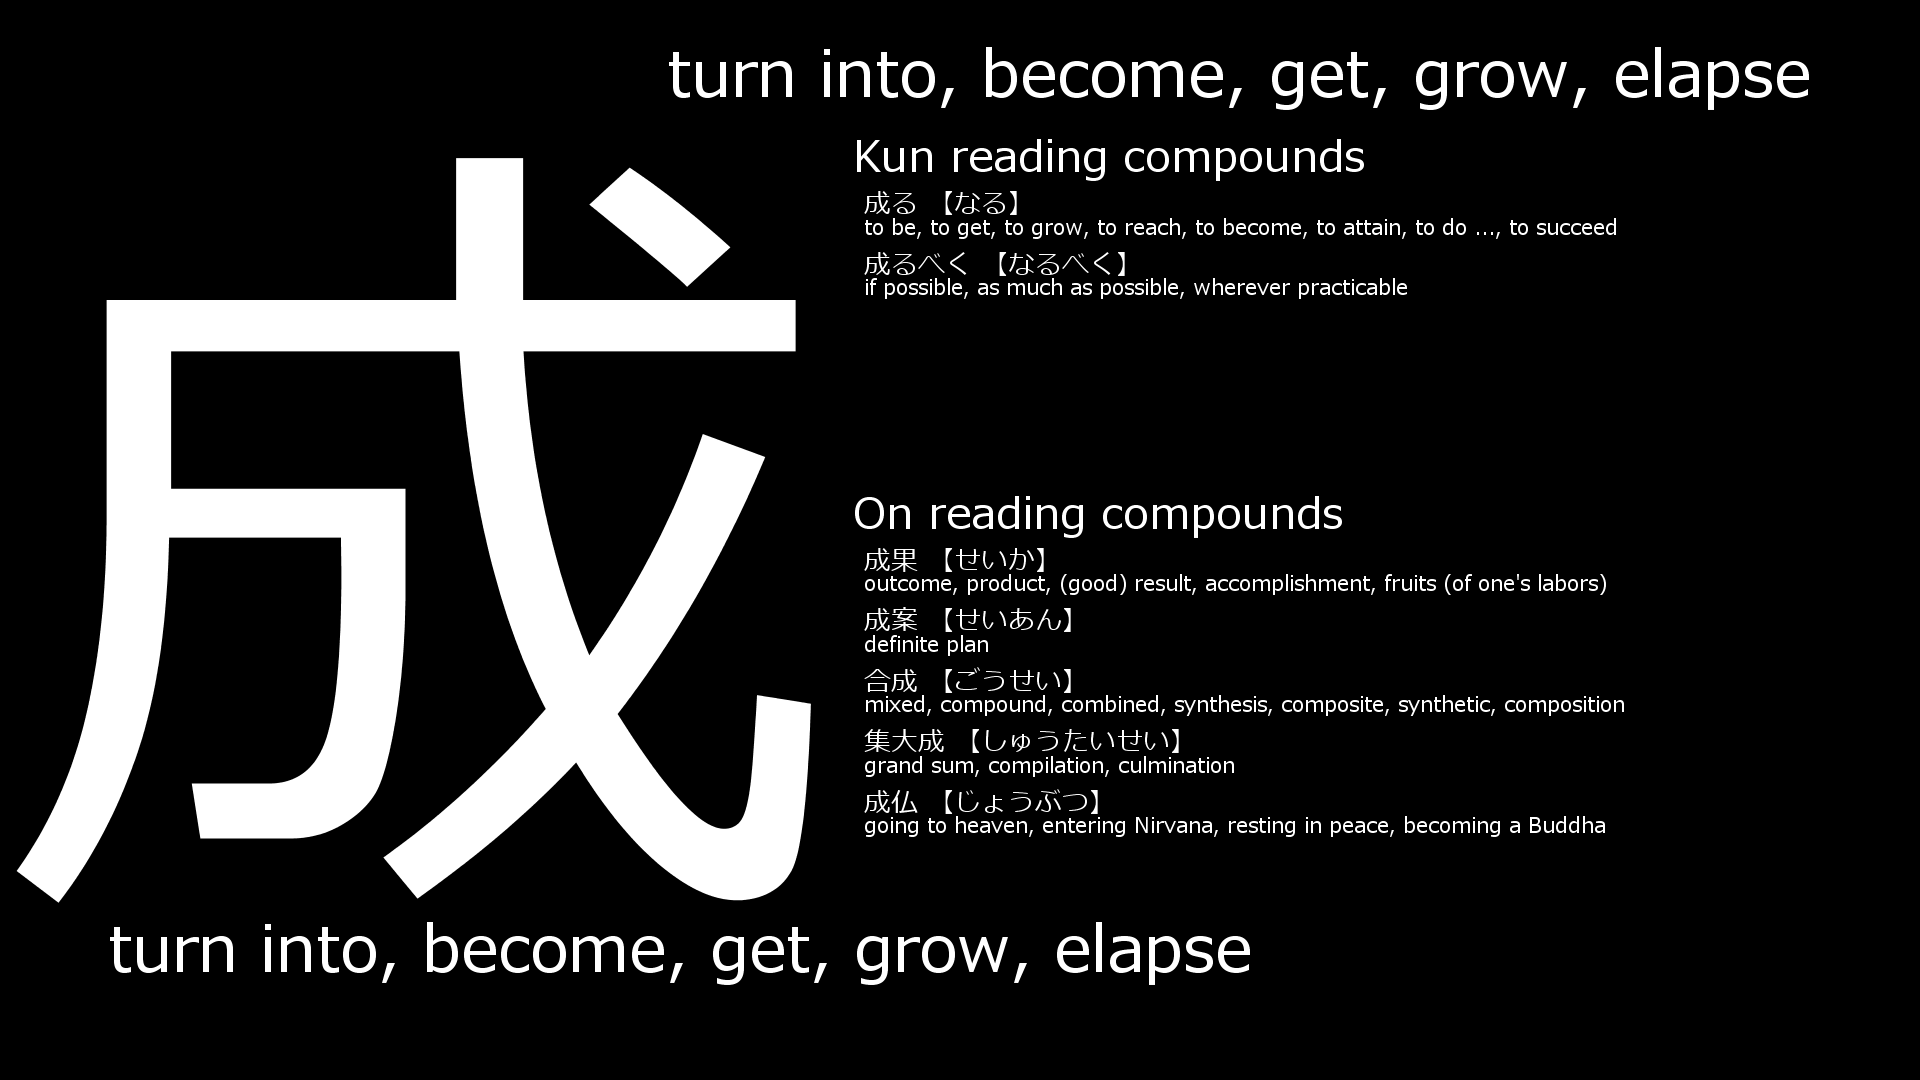 turn into, become, get, grow, elapse
成
Kun reading compounds
成る 【なる】
to be, to get, to grow, to reach, to become, to attain, to do ..., to succeed
成るべく 【なるべく】
if possible, as much as possible, wherever practicable
On reading compounds
成果 【せいか】
outcome, product, (good) result, accomplishment, fruits (of one's labors)
成案 【せいあん】
definite plan
合成 【ごうせい】
mixed, compound, combined, synthesis, composite, synthetic, composition
集大成 【しゅうたいせい】
grand sum, compilation, culmination
成仏 【じょうぶつ】
going to heaven, entering Nirvana, resting in peace, becoming a Buddha
turn into, become, get, grow, elapse